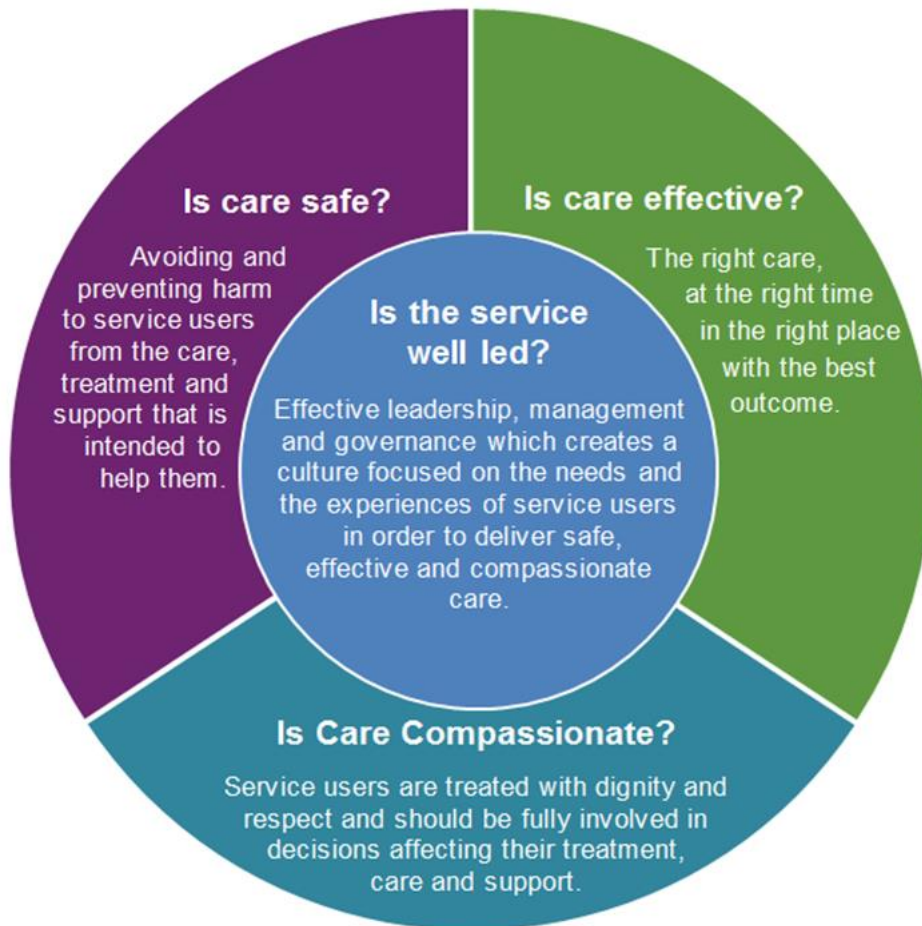 Is care safe?
Avoiding and
preventing harm
to service users
from the care,
treatment and
support that is
intended to
help them.
Is care effective?
The right care,
at the right time
in the right place
with the best
outcome.
Is the service
well led?
Effective leadership, management
and governance which creates a
culture focused on the needs and
the experiences of service users
in order to deliver safe,
effective and compassionate
care.
Is Care Compassionate?
Service users are treated with dignity and
respect and should be fully involved in
decisions affecting their treatment,
care and support.